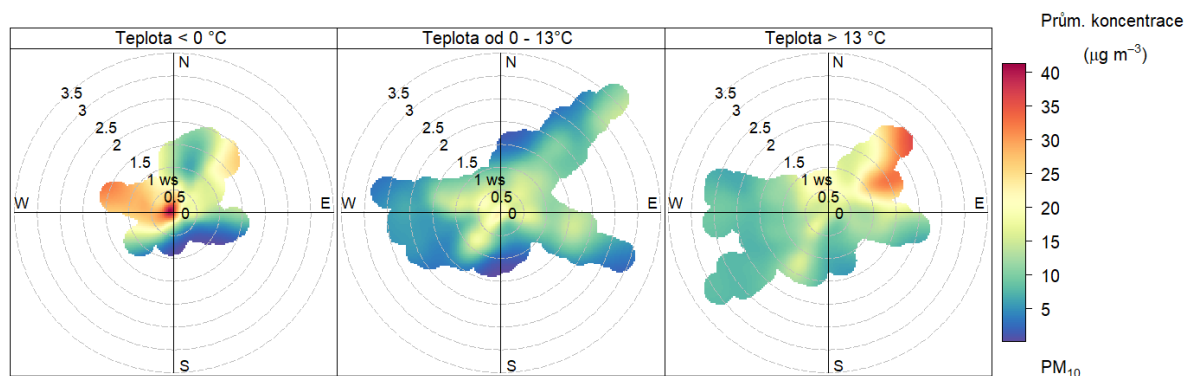 Teplota < 0 °C
Teplota od 0 - 13°C
Teplota > 13 °C
N
3.5
3
2.5
2
1.5
1 ws
0.5
0
W
E
S
N
3.5
3
2.5
2
1.5
1 ws
0.5
0
W
E
S
N
3.5
3
2.5
2
1.5
1 ws
0.5
0
W
E
S
Prům. koncentrace
(µg m⁻³)
40
35
30
25
20
15
10
5
PM₁₀